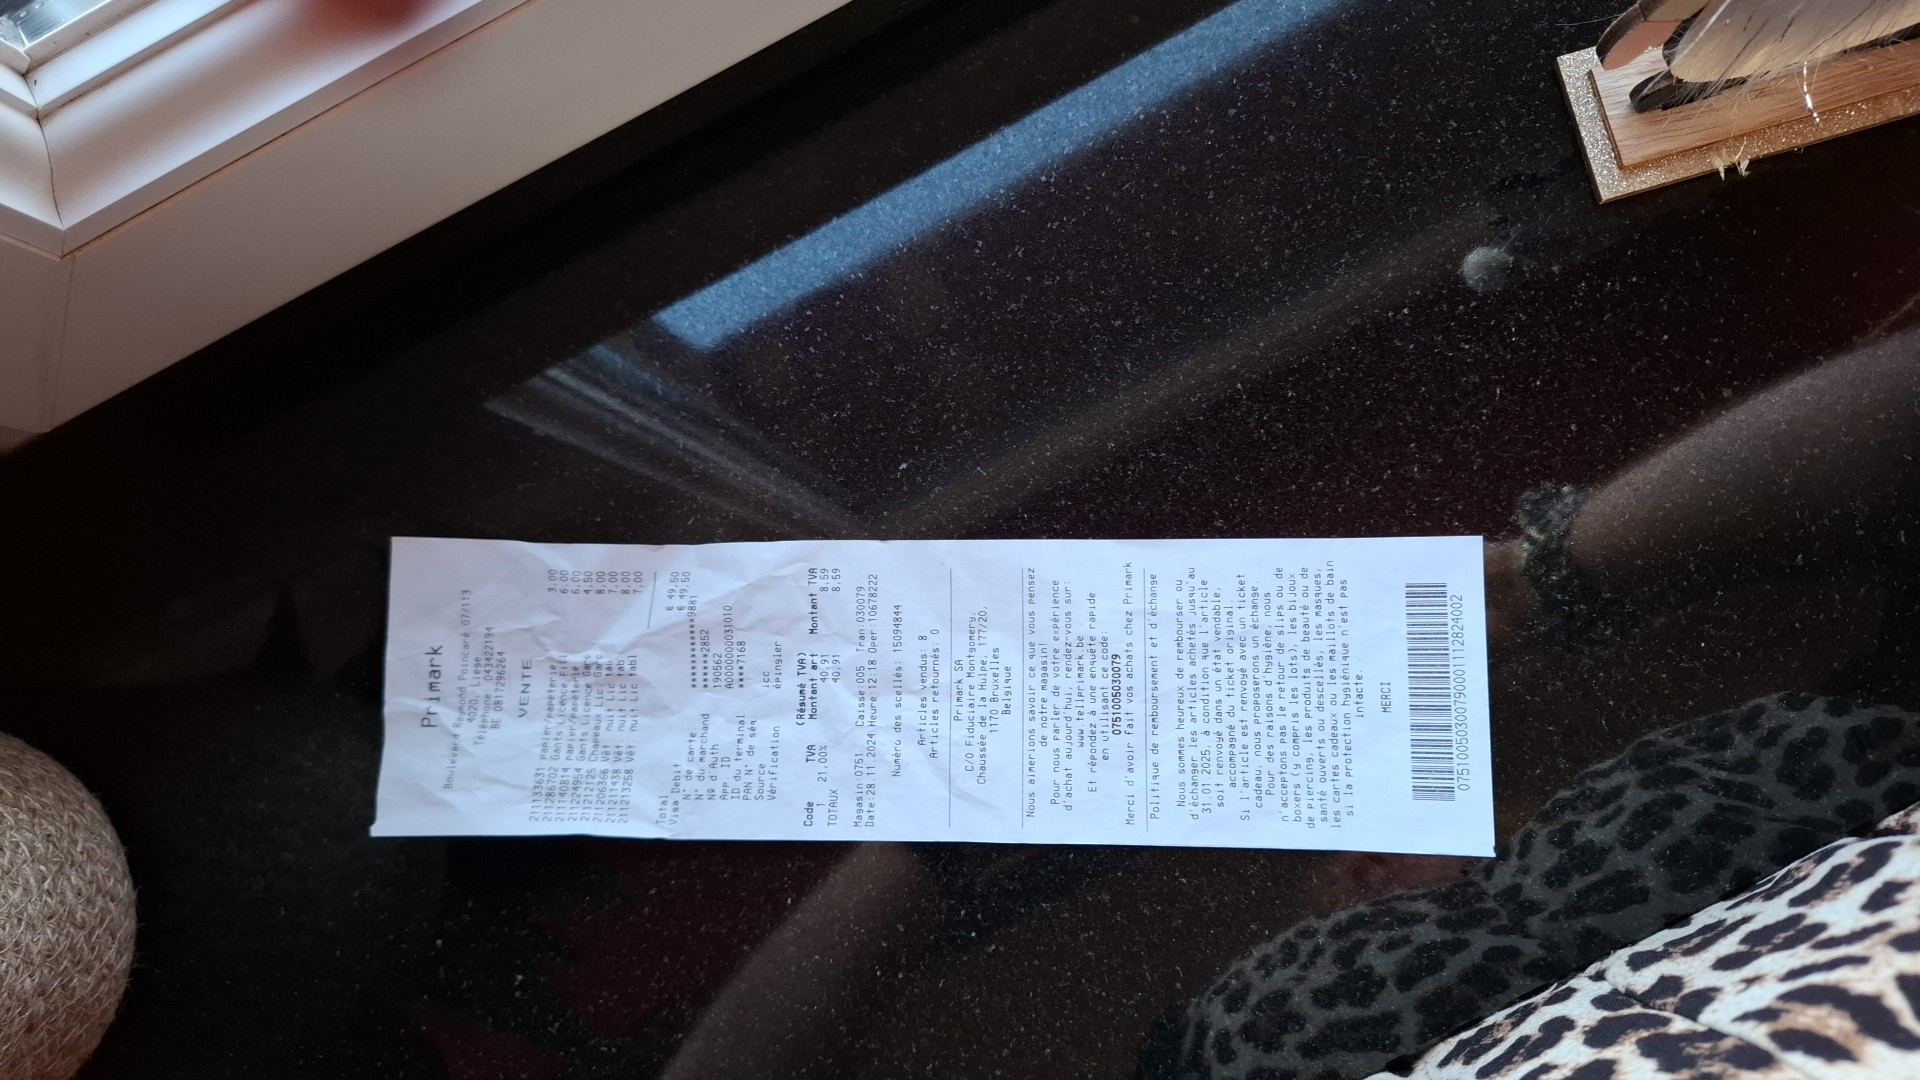 Primark
Boulevard Raymond Poincaré 07/113
4020 Liège
Téléphone 043422194
BE 0817296264
VENTE
211133631 papier/papeterie 3,00
211286702 Gants Licence Fill 6,00
211140814 papier/papeterie 6,00
211224954 Gants Licence Garç 4,50
211212125 Chapeaux Lic Garç 8,00
211206366 Vêt nuit Lic Tabl 7,00
211211438 Vêt nuit Lic Tabl 8,00
211213258 Vêt nuit Lic Tabl 7,00
Total € 49,50
Visa Debit € 49,50
N° de carte ************9881
N° du marchand *****2852
N° d'Auth 190562
App ID A0000000031010
ID du terminal ****7168
PAN N° de séq
Source icc
Vérification épingler
(Résumé TVA)
Code TVA Montant art Montant TVA
1 21,00% 40,91 8,59
TOTAUX 40,91 8,59
Magasin:0751 Caisse:005 Tran:030079
Date:28.11.2024 Heure:12:18 Oper:10678222
Numéro des scellés: 15094844
Articles vendus: 8
Articles retournés 0
Primark SA
C/O Fiduciaire Montgomery,
Chaussée de la Hulpe, 177/20,
1170 Bruxelles
Belgique
Nous aimerions savoir ce que vous pensez
de notre magasin!
Pour nous parler de votre expérience
d'achat aujourd'hui, rendez-vous sur:
www.tellprimark.be
Et répondez à une enquête rapide
en utilisant ce code:
075100503­0079
Merci d'avoir fait vos achats chez Primark
Politique de remboursement et d'échange
Nous sommes heureux de rembourser ou
d'échanger les articles achetés jusqu'au
31.01.2025, à condition que l'article
soit renvoyé dans un état vendable,
accompagné du ticket original.
Si l'article est renvoyé avec un ticket
cadeau, nous proposerons un échange.
Pour des raisons d'hygiène, nous
n'acceptons pas le retour de slips ou de
boxers (y compris les lots), les bijoux
de piercing, les produits de beauté ou de
santé ouverts ou descellés, les masques,
les cartes cadeaux ou les maillots de bain
si la protection hygiénique n'est pas
intacte.
MERCI
07510050300790001112824002